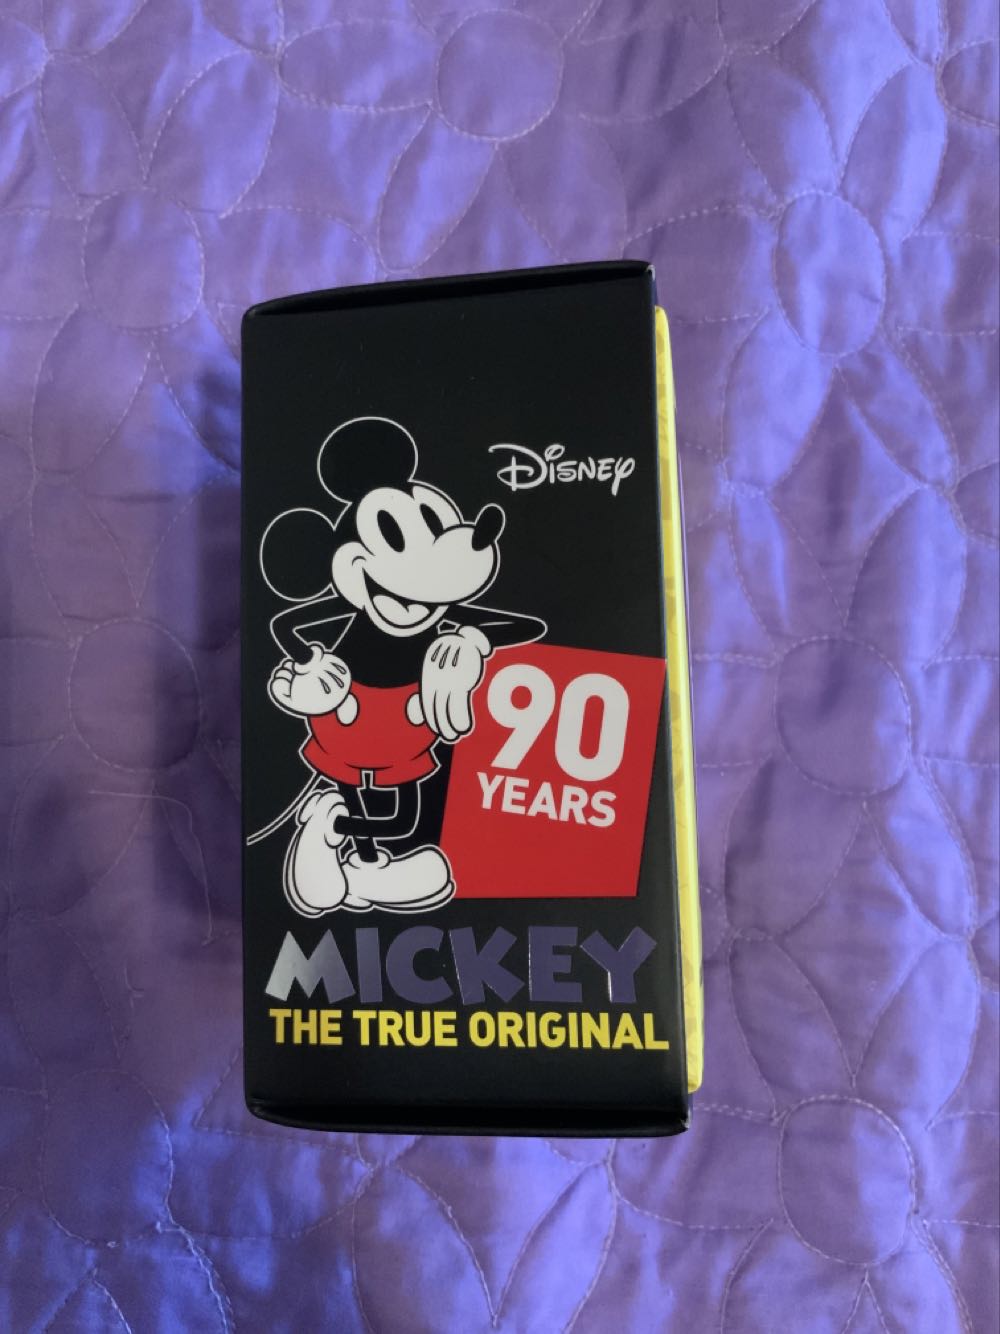 Disney
90
YEARS
MICKEY
THE TRUE ORIGINAL